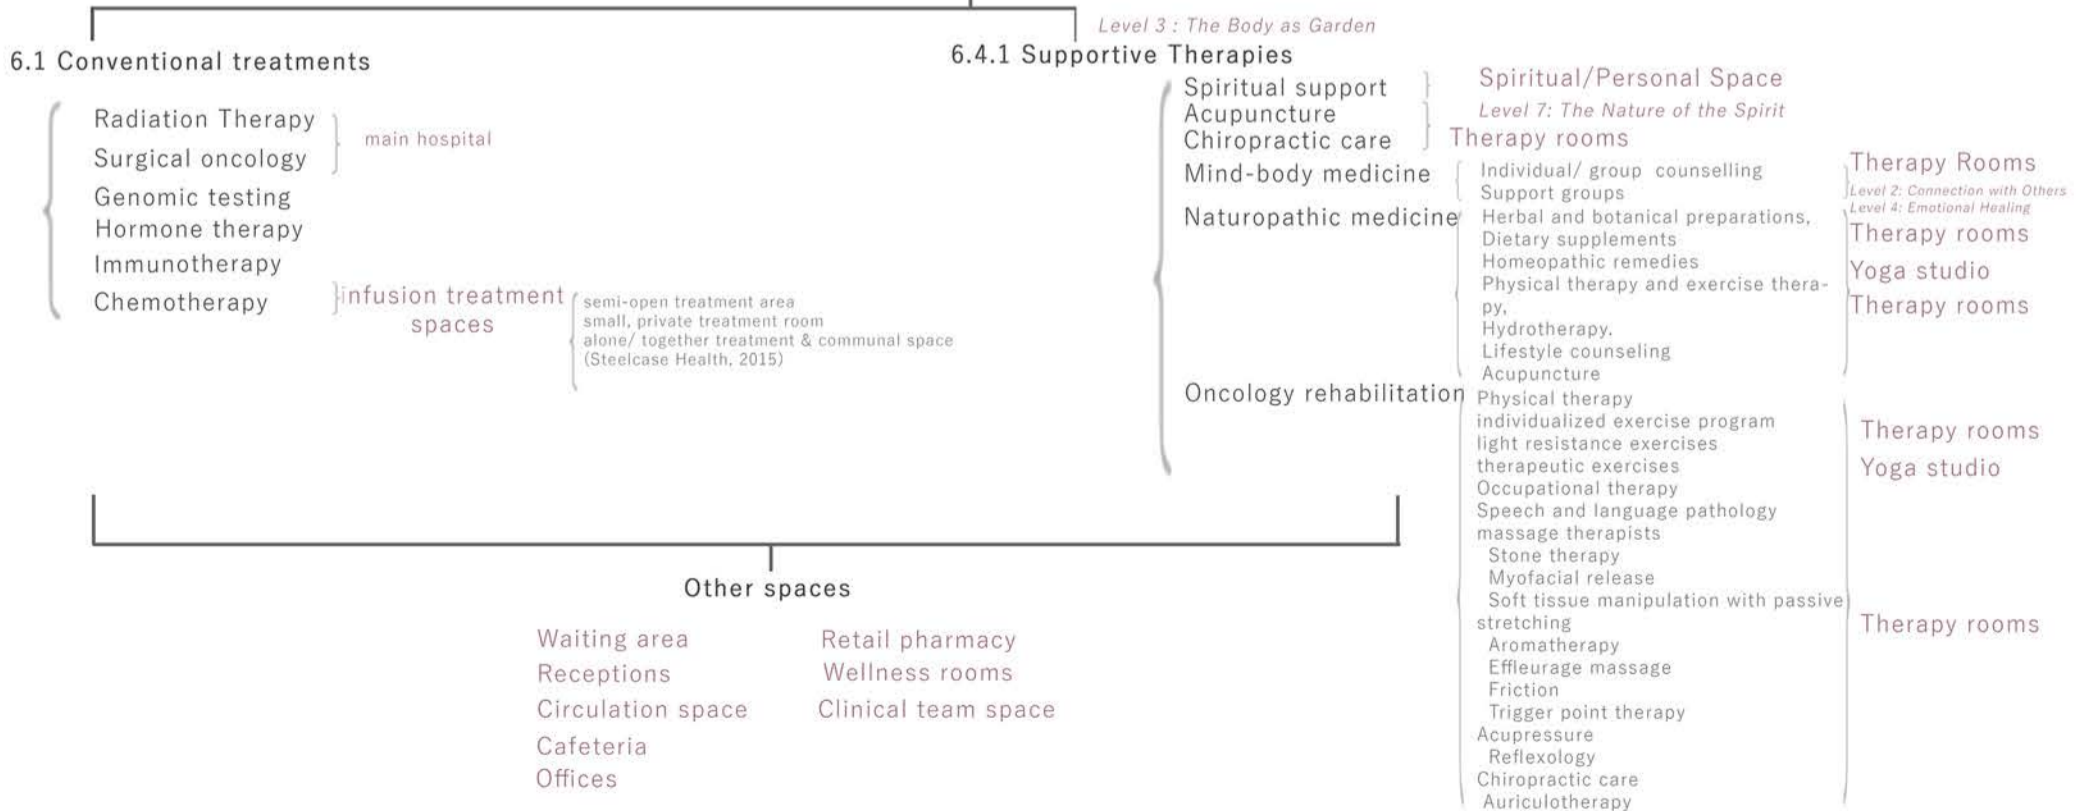 Level 3 : The Body as Garden
6.1 Conventional treatments
Radiation Therapy
Surgical oncology
main hospital
Genomic testing
Hormone therapy
Immunotherapy
Chemotherapy
infusion treatment
spaces
semi-open treatment area
small, private treatment room
alone/ together treatment & communal space
(Steelcase Health, 2015)
6.4.1 Supportive Therapies
Spiritual support
Acupuncture
Chiropractic care
Spiritual/Personal Space
Level 7: The Nature of the Spirit
Therapy rooms
Mind-body medicine
Individual/ group counselling
Support groups
Therapy Rooms
Level 2: Connection with Others
Level 4: Emotional Healing
Naturopathic medicine
Herbal and botanical preparations,
Dietary supplements
Homeopathic remedies
Physical therapy and exercise thera-
py,
Hydrotherapy,
Lifestyle counseling
Acupuncture
Therapy rooms
Yoga studio
Therapy rooms
Oncology rehabilitation
Physical therapy
individualized exercise program
light resistance exercises
therapeutic exercises
Occupational therapy
Speech and language pathology
massage therapists
Stone therapy
Myofacial release
Soft tissue manipulation with passive
stretching
Aromatherapy
Effleurage massage
Friction
Trigger point therapy
Acupressure
Reflexology
Chiropractic care
Auriculotherapy
Therapy rooms
Yoga studio
Therapy rooms
Other spaces
Waiting area
Receptions
Circulation space
Cafeteria
Offices
Retail pharmacy
Wellness rooms
Clinical team space